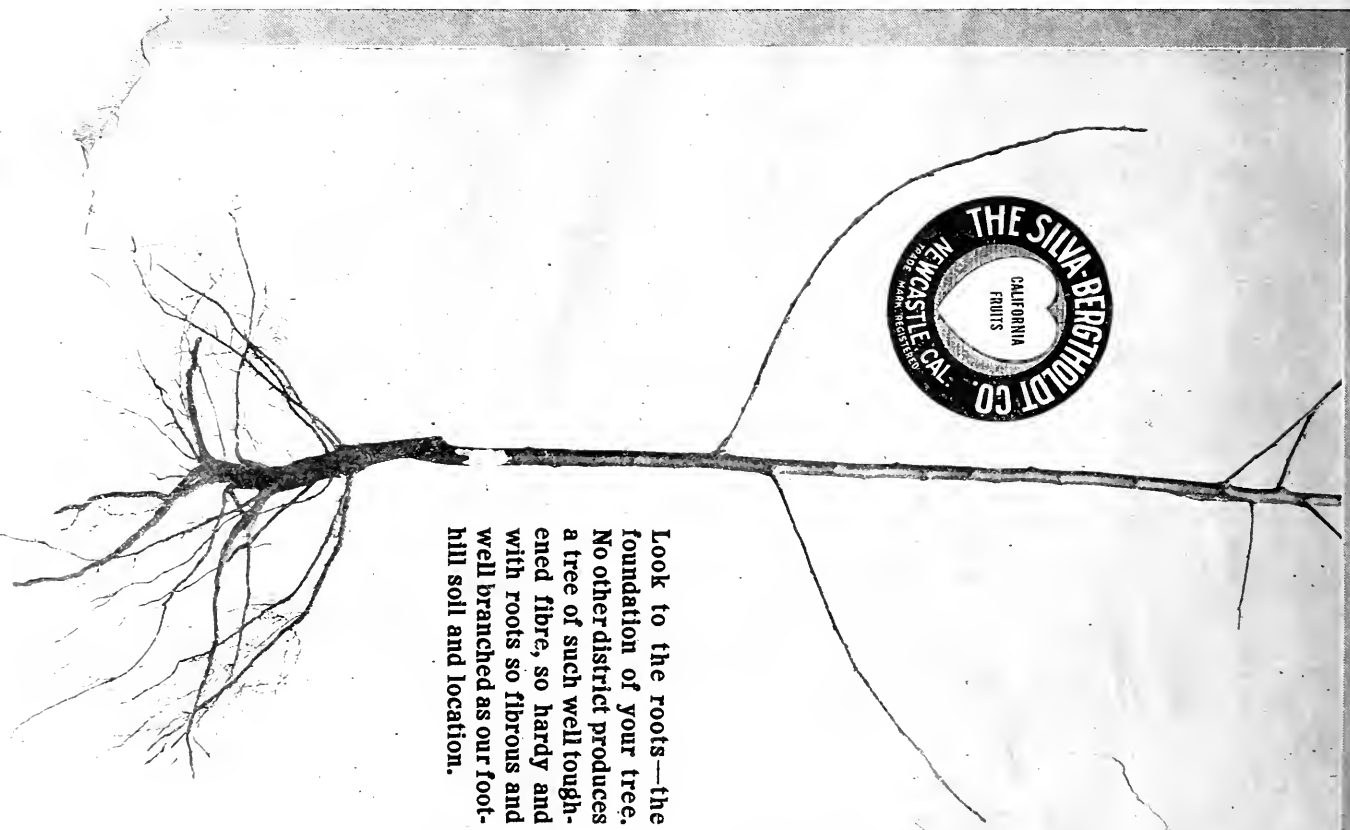 THE SILVA-BERGTHOLDT CO.
NEWCASTLE, CAL.
TRADE MARK REGISTERED
CALIFORNIA
FRUITS
Look to the roots—the
foundation of your tree.
No other district produces
a tree of such well tough-
ened fibre, so hardy and
with roots so fibrous and
well branched as our foot-
hill soil and location.